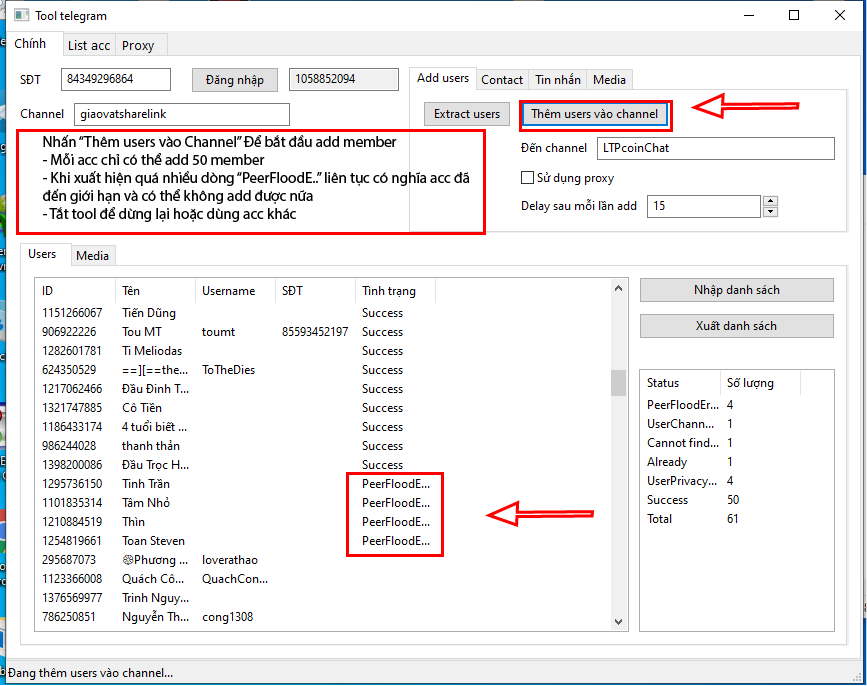 Tool telegram
Chính List acc Proxy
SĐT 84349296864 Đăng nhập 1058852094
Channel giaovatsharelink
Add users Contact Tin nhắn Media
Extract users Thêm users vào channel
Đến channel LTPcoinChat
Sử dụng proxy
Delay sau mỗi lần add 15
Nhấn “Thêm users vào Channel” Để bắt đầu add member
- Mỗi acc chỉ có thể add 50 member
- Khi xuất hiện quá nhiều dòng “PeerFloodE..” liên tục có nghĩa acc đã
đến giới hạn và có thể không add được nữa
- Tắt tool để dừng lại hoặc dùng acc khác
Users Media
ID Tên Username SĐT Tình trạng
1151266067 Tiến Dũng Success
906922226 Tou MT toumt 85593452197 Success
1282601781 Ti Meliodas Success
624350529 ==][==the... ToTheDies Success
1217062466 Đầu Đinh T... Success
1321747885 Cô Tiền Success
1186433174 4 tuổi biết ... Success
986244028 thanh thản Success
1398200086 Đầu Trọc H... Success
1295736150 Tinh Trần PeerFloodE...
1101835314 Tâm Nhỏ PeerFloodE...
1210884519 Thìn PeerFloodE...
1254819661 Toan Steven PeerFloodE...
295687073 Phương ... loverathao
1123366008 Quách Cô... QuachCon...
1376569977 Trinh Nguy...
786250851 Nguyễn Th... cong1308
Nhập danh sách
Xuất danh sách
Status Số lượng
PeerFloodEr... 4
UserChann... 1
Cannot find... 1
Already 1
UserPrivacy... 4
Success 50
Total 61
Đang thêm users vào channel...